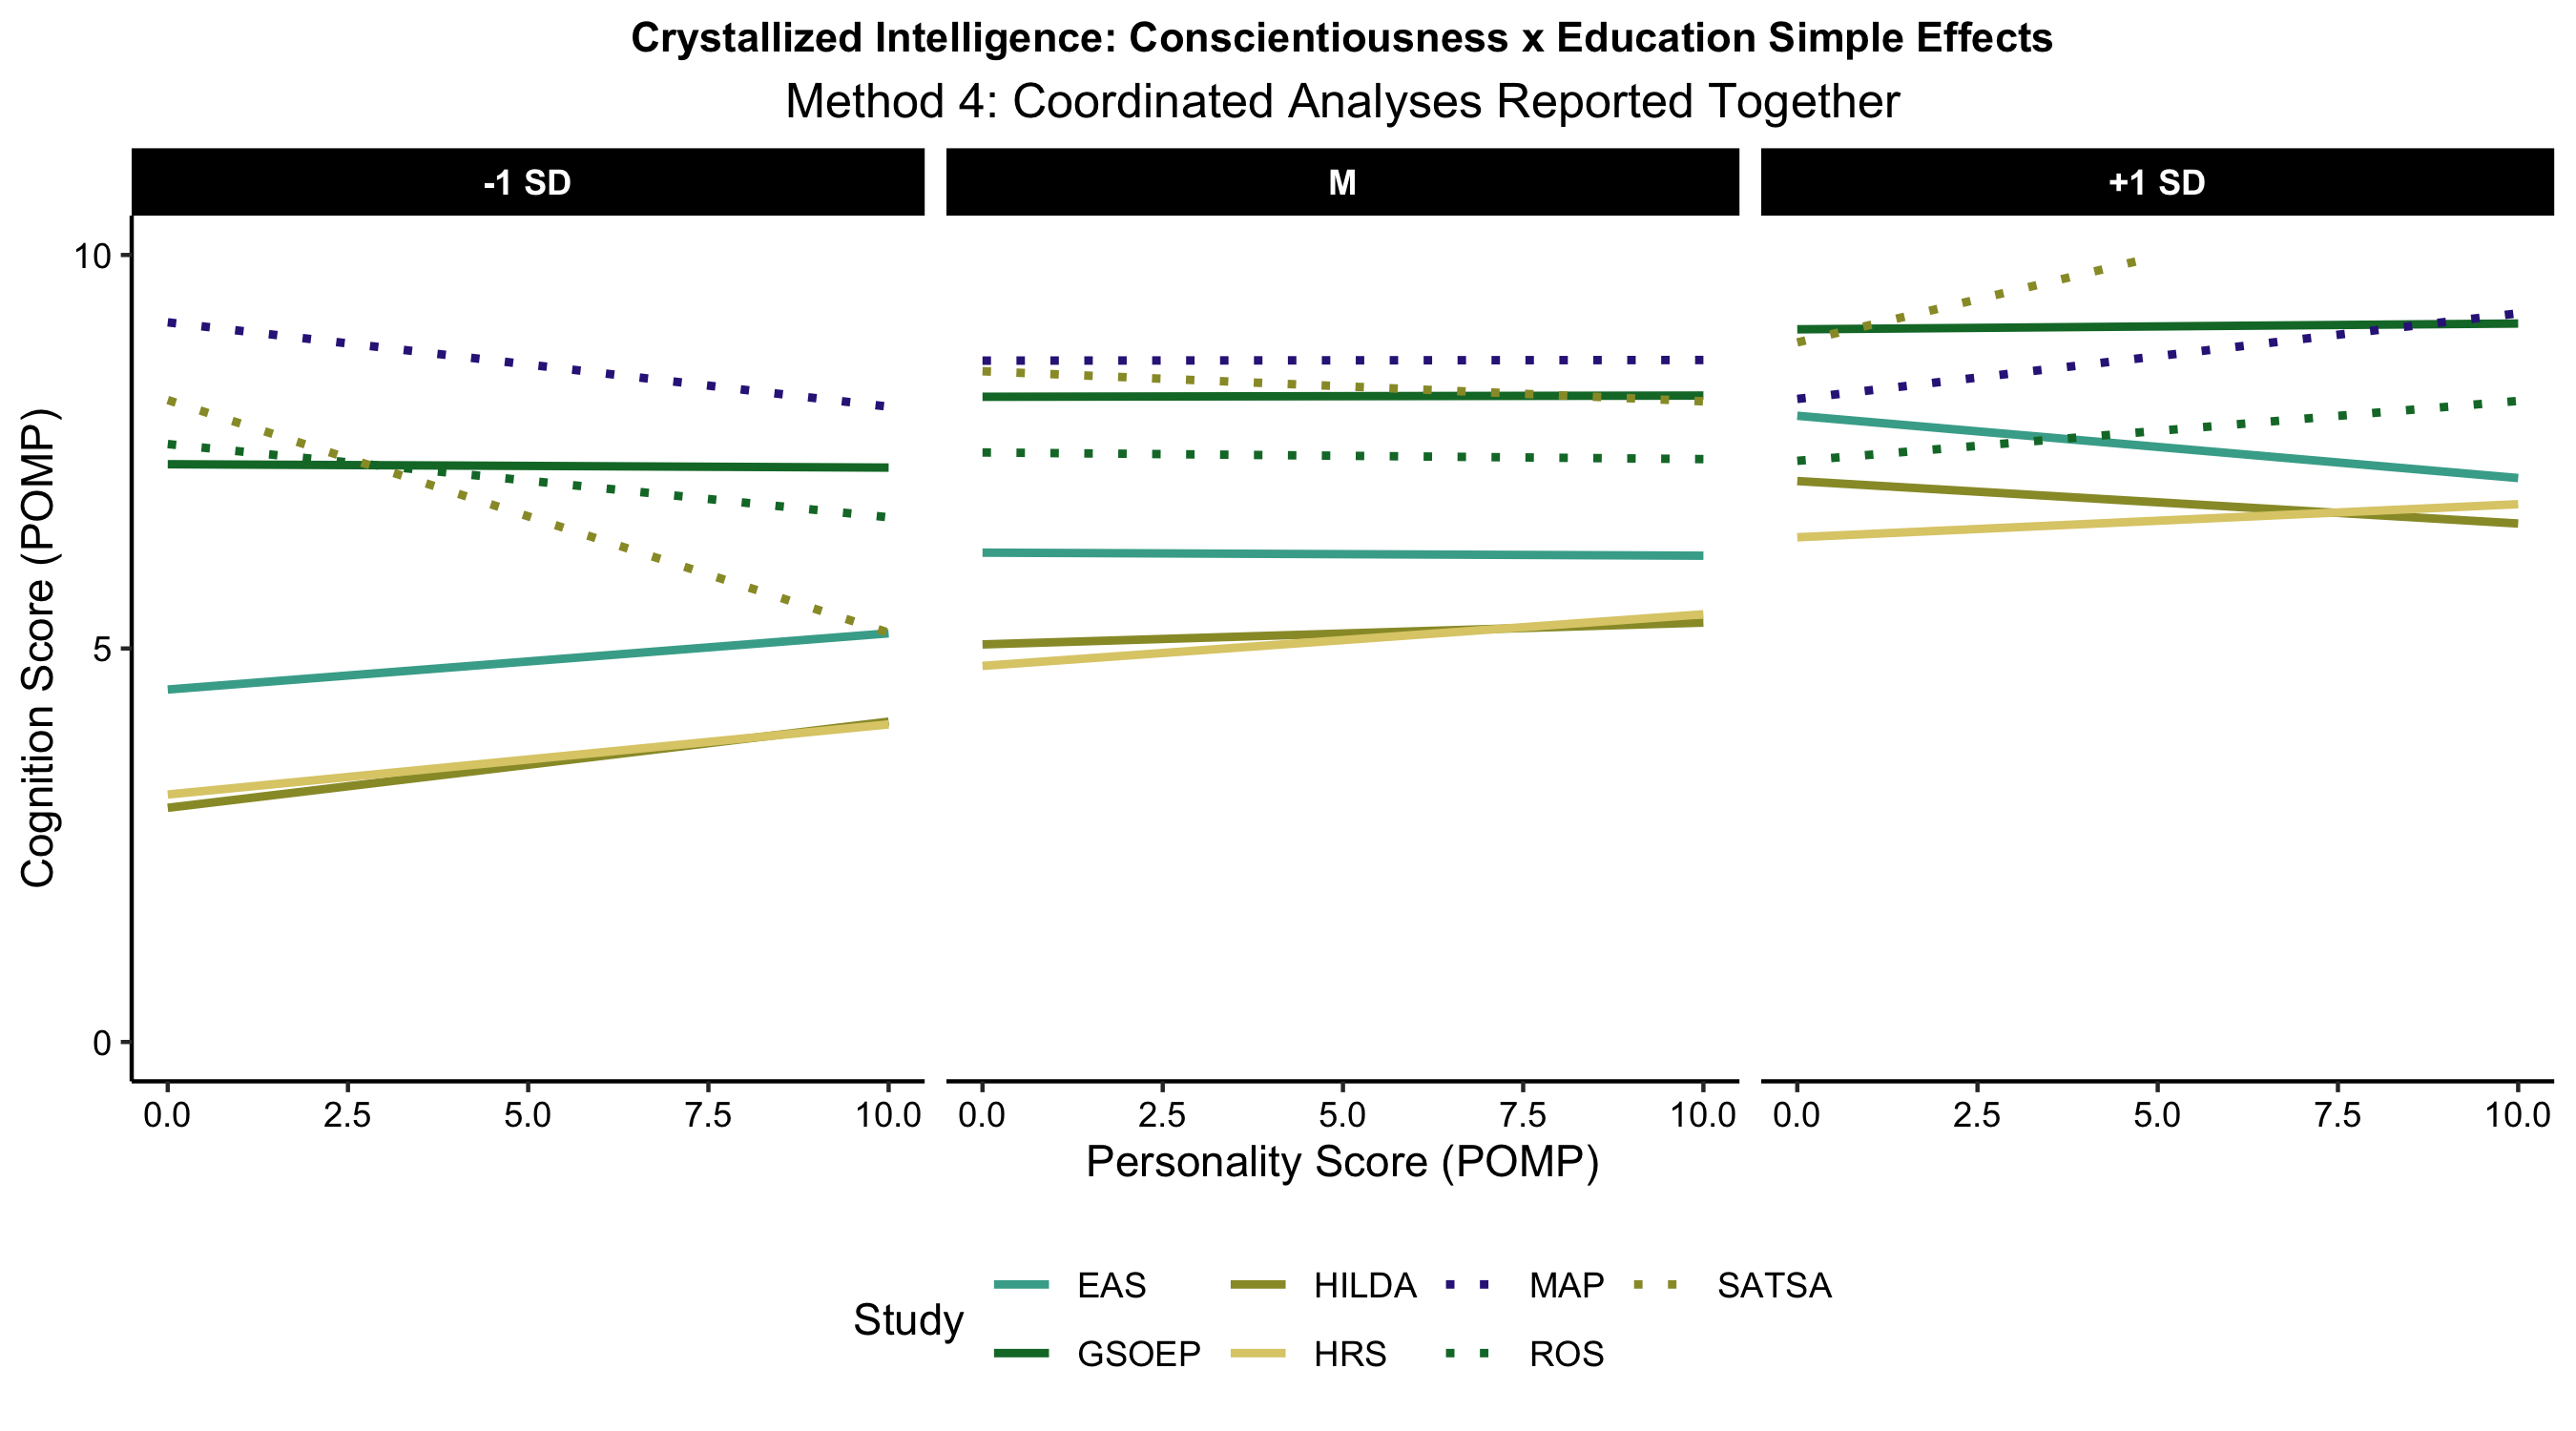 Crystallized Intelligence: Conscientiousness x Education Simple Effects
Method 4: Coordinated Analyses Reported Together
-1 SD M +1 SD
Cognition Score (POMP)
10
5
0
0.0 2.5 5.0 7.5 10.0 0.0 2.5 5.0 7.5 10.0 0.0 2.5 5.0 7.5 10.0
Personality Score (POMP)
Study
EAS HILDA MAP SATSA
GSOEP HRS ROS